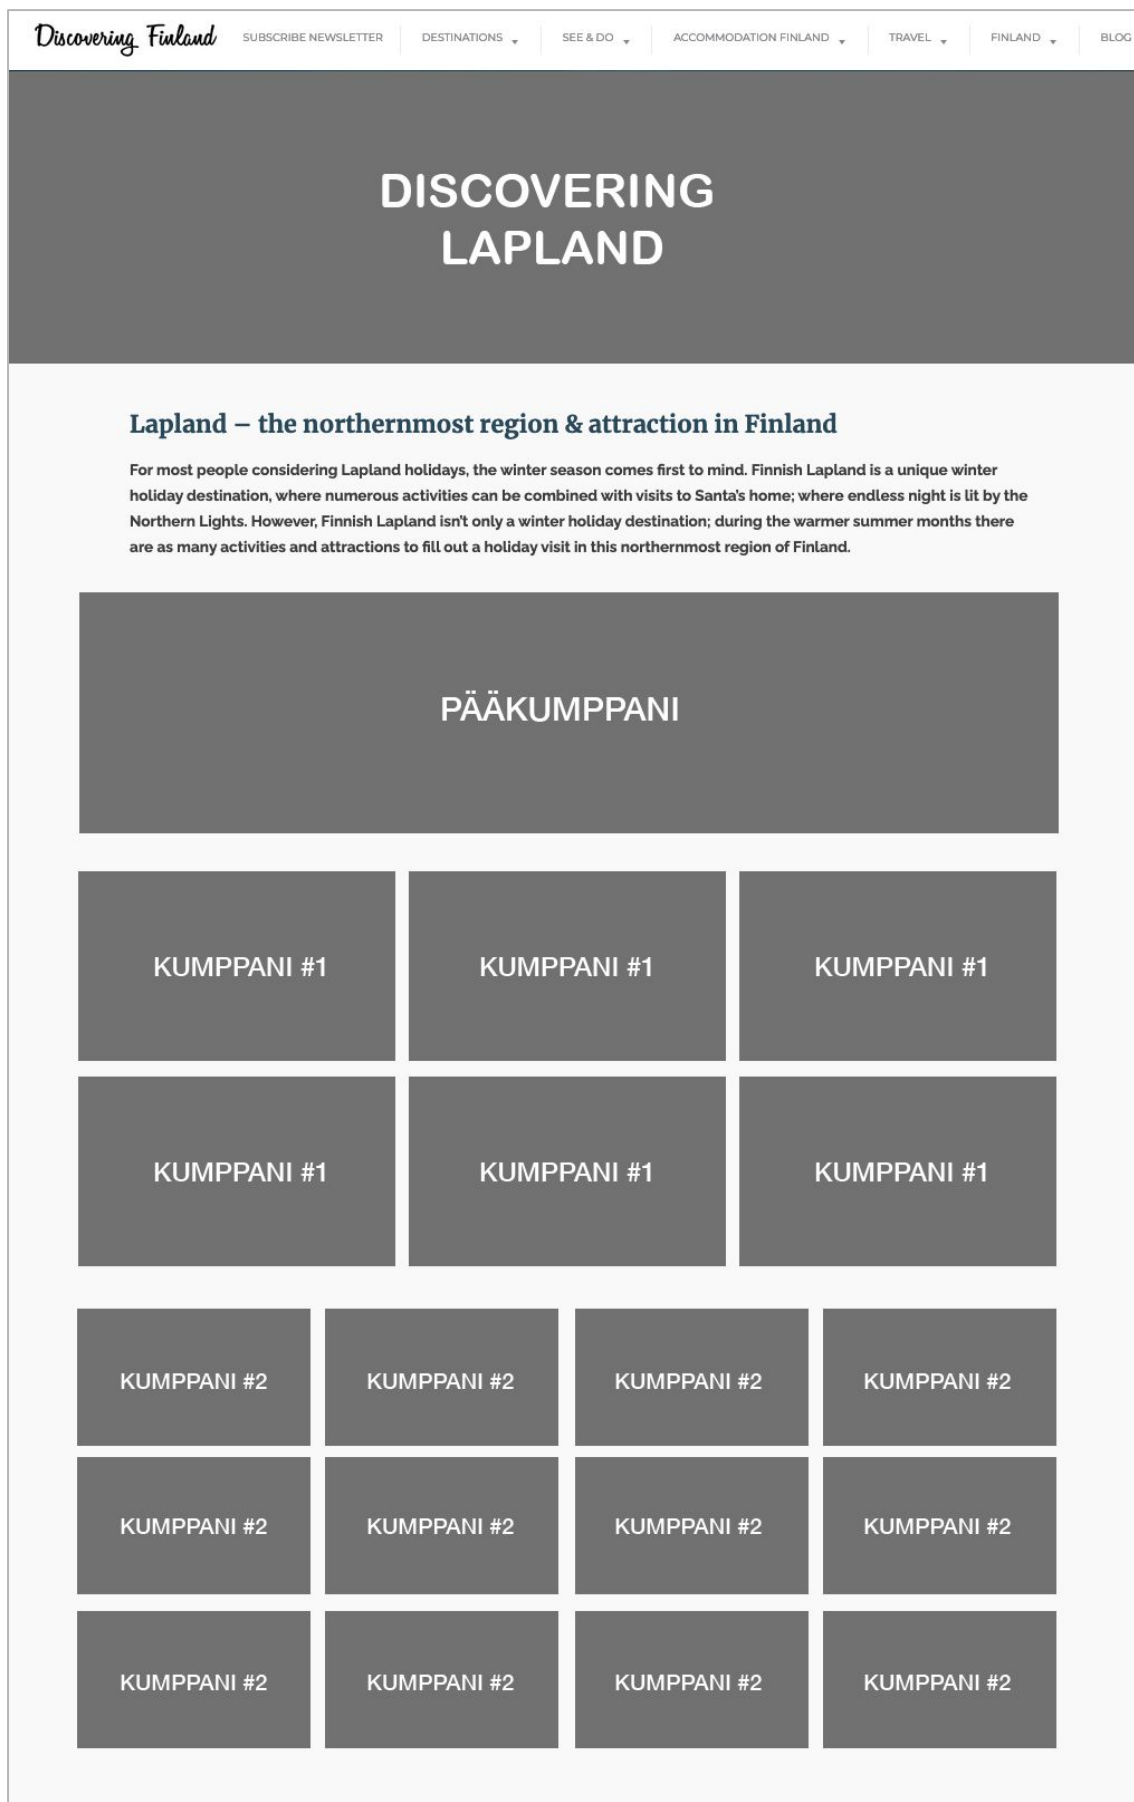 Discovering Finland SUBSCRIBE NEWSLETTER DESTINATIONS SEE & DO ACCOMMODATION FINLAND TRAVEL FINLAND BLOG
DISCOVERING
LAPLAND
Lapland – the northernmost region & attraction in Finland
For most people considering Lapland holidays, the winter season comes first to mind. Finnish Lapland is a unique winter
holiday destination, where numerous activities can be combined with visits to Santa's home; where endless night is lit by the
Northern Lights. However, Finnish Lapland isn't only a winter holiday destination; during the warmer summer months there
are as many activities and attractions to fill out a holiday visit in this northernmost region of Finland.
PÄÄKUMPPANI
KUMPPANI #1 KUMPPANI #1 KUMPPANI #1
KUMPPANI #1 KUMPPANI #1 KUMPPANI #1
KUMPPANI #2 KUMPPANI #2 KUMPPANI #2 KUMPPANI #2
KUMPPANI #2 KUMPPANI #2 KUMPPANI #2 KUMPPANI #2
KUMPPANI #2 KUMPPANI #2 KUMPPANI #2 KUMPPANI #2